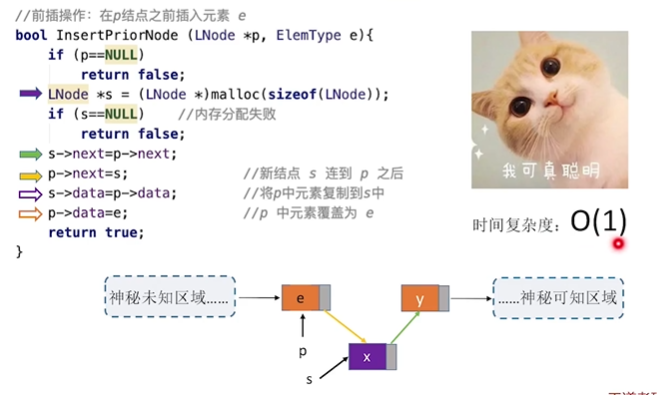 //前插操作：在p结点之前插入元素 e
bool InsertPriorNode (LNode *p, ElemType e){
if (p==NULL)
return false;
LNode *s = (LNode *)malloc(sizeof(LNode));
if (s==NULL) //内存分配失败
return false;
s->next=p->next;
p->next=s; //新结点 s 连到 p 之后
s->data=p->data; //将p中元素复制到s中
p->data=e; //p 中元素覆盖为 e
return true;
}
我可真聪明
时间复杂度：O(1)
神秘未知区域…… e y ……神秘可知区域
p
x
s